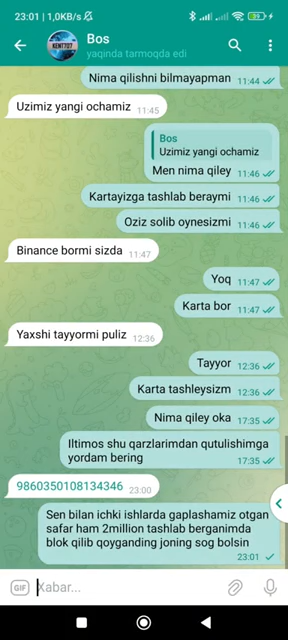 23:01 | 1,0KB/s
Bos
yaqinda tarmoqda edi
KENT707
Nima qilishni bilmayapman
11:44
Uzimiz yangi ochamiz
11:45
Bos
Uzimiz yangi ochamiz
Men nima qiley
11:46
Kartayizga tashlab beraymi
11:46
Oziz solib oynesizmi
11:46
Binance bormi sizda
11:47
Yoq
11:47
Karta bor
11:47
Yaxshi tayyormi puliz
12:36
Tayyor
12:36
Karta tashleysizm
12:36
Nima qiley oka
17:35
Iltimos shu qarzlarimdan qutulishimga
yordam bering
17:35
9860350108134346
23:00
Sen bilan ichki ishlarda gaplashamiz otgan
safar ham 2million tashlab berganimda
blok qilib qoyganding joning sog bolsin
23:01
GIF
Xabar...